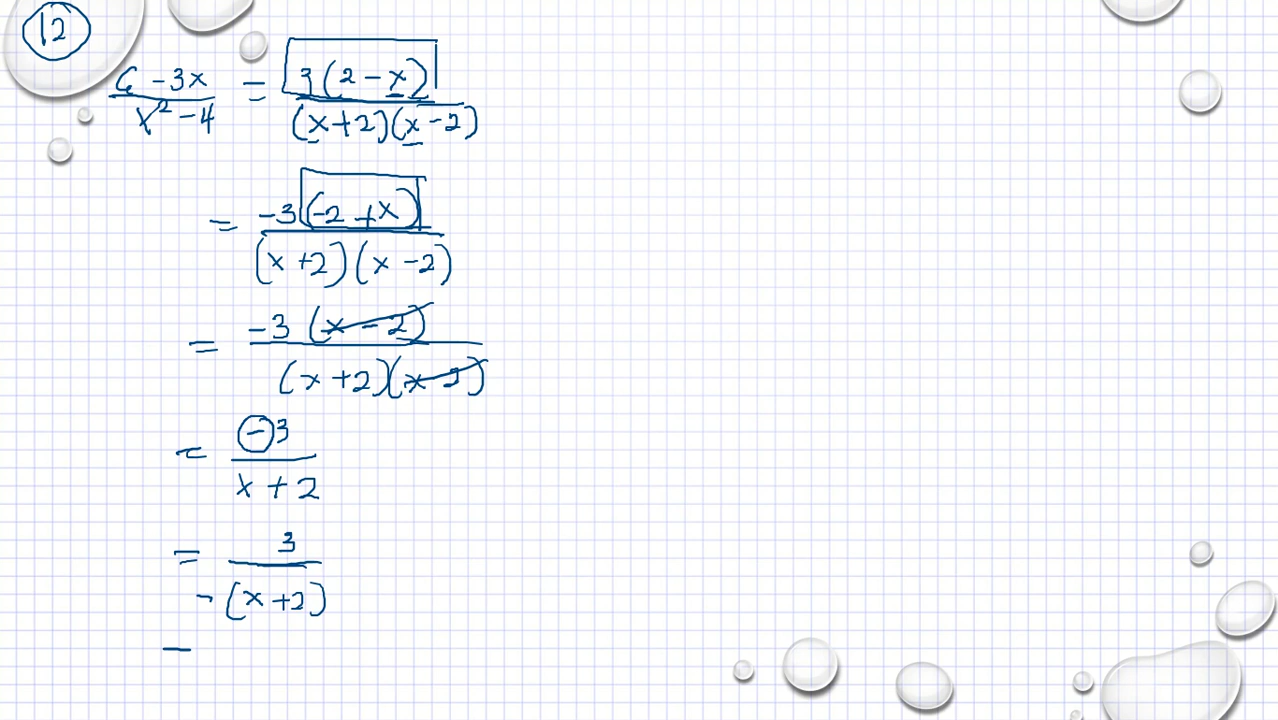 12
6 - 3x / x² - 4 = 3(2 - x) / (x+2)(x-2)
= -3(-2 + x) / (x+2)(x-2)
= -3(x - 2) / (x+2)(x-2)
= -3 / x+2
= 3 / -(x+2)